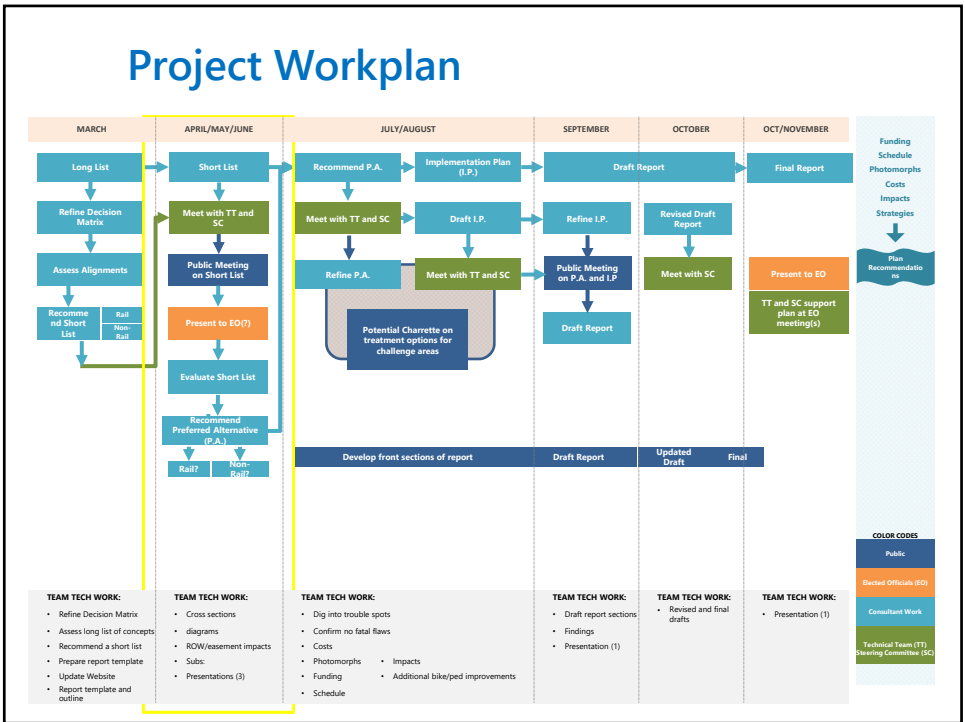 Project Workplan
MARCH
APRIL/MAY/JUNE
JULY/AUGUST
SEPTEMBER
OCTOBER
OCT/NOVEMBER
Long List
Short List
Recommend P.A.
Implementation Plan
(I.P.)
Draft Report
Final Report
Refine Decision
Matrix
Meet with TT and
SC
Meet with TT and SC
Draft I.P.
Refine I.P.
Revised Draft
Report
Assess Alignments
Public Meeting
on Short List
Refine P.A.
Meet with TT and SC
Public Meeting
on P.A. and I.P
Meet with SC
Present to EO
Recomme
nd Short
List
Rail
Non-
Rail
Present to EO(?)
Potential Charrette on
treatment options for
challenge areas
Draft Report
TT and SC support
plan at EO
meeting(s)
Evaluate Short List
Recommend
Preferred Alternative
(P.A.)
Rail?
Non-
Rail?
Develop front sections of report
Draft Report
Updated
Draft
Final
Funding
Schedule
Photomorphs
Costs
Impacts
Strategies
Plan
Recommendatio
ns
COLOR CODES
Public
Elected Officials (EO)
Consultant Work
Technical Team (TT)
Steering Committee (SC)
TEAM TECH WORK:
• Refine Decision Matrix
• Assess long list of concepts
• Recommend a short list
• Prepare report template
• Update Website
• Report template and
outline
TEAM TECH WORK:
• Cross sections
• diagrams
• ROW/easement impacts
• Subs:
• Presentations (3)
TEAM TECH WORK:
• Dig into trouble spots
• Confirm no fatal flaws
• Costs
• Photomorphs
• Funding
• Schedule
• Impacts
• Additional bike/ped improvements
TEAM TECH WORK:
• Draft report sections
• Findings
• Presentation (1)
TEAM TECH WORK:
• Revised and final
drafts
TEAM TECH WORK:
• Presentation (1)